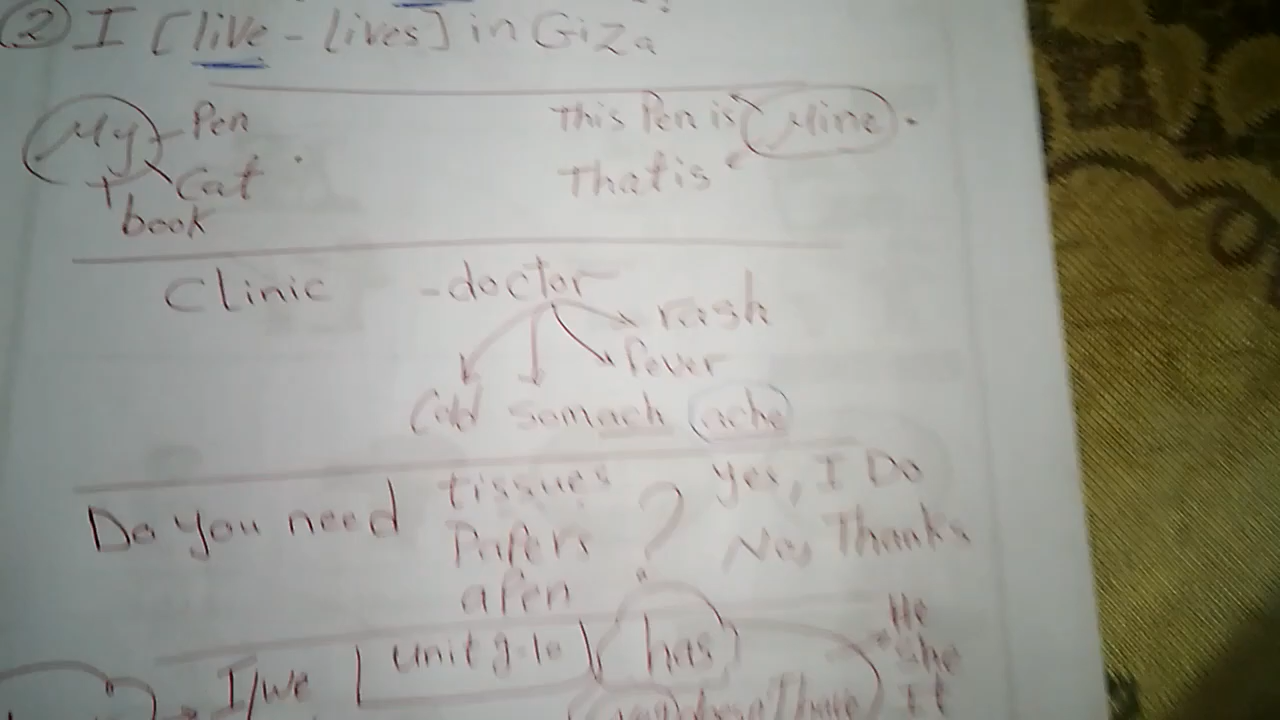 ② I [live - lives] in Giza
My Pen This Pen is Mine.
Cat That is
book
Clinic - doctor
rash
Fever
Cold Somach ache
Do you need tissues ? Yes, I Do
Papers No, Thanks
a Pen
He
I/we unit 9-10 has She
It